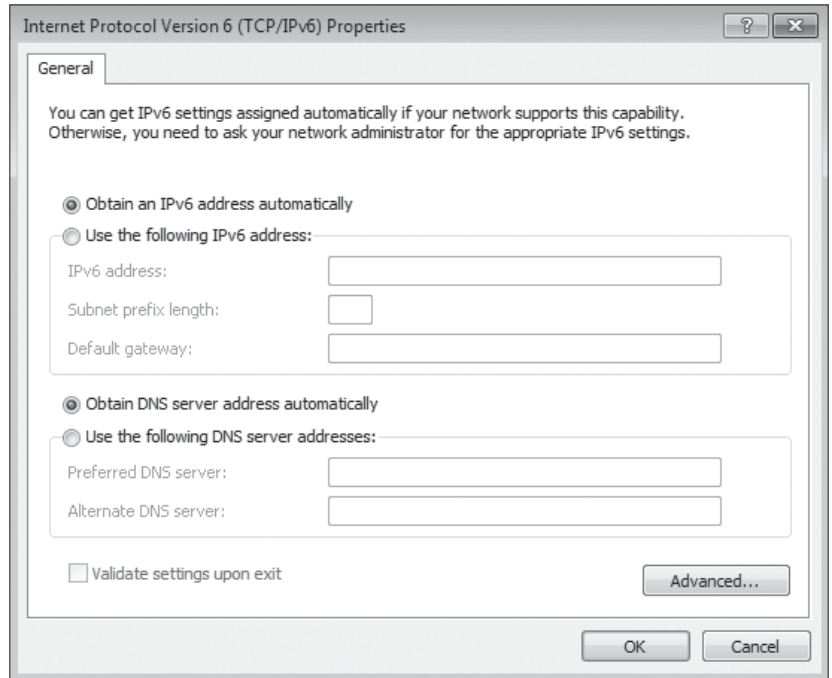 Internet Protocol Version 6 (TCP/IPv6) Properties
General
You can get IPv6 settings assigned automatically if your network supports this capability.
Otherwise, you need to ask your network administrator for the appropriate IPv6 settings.
Obtain an IPv6 address automatically
Use the following IPv6 address:
IPv6 address:
Subnet prefix length:
Default gateway:
Obtain DNS server address automatically
Use the following DNS server addresses:
Preferred DNS server:
Alternate DNS server:
Validate settings upon exit
Advanced...
OK
Cancel